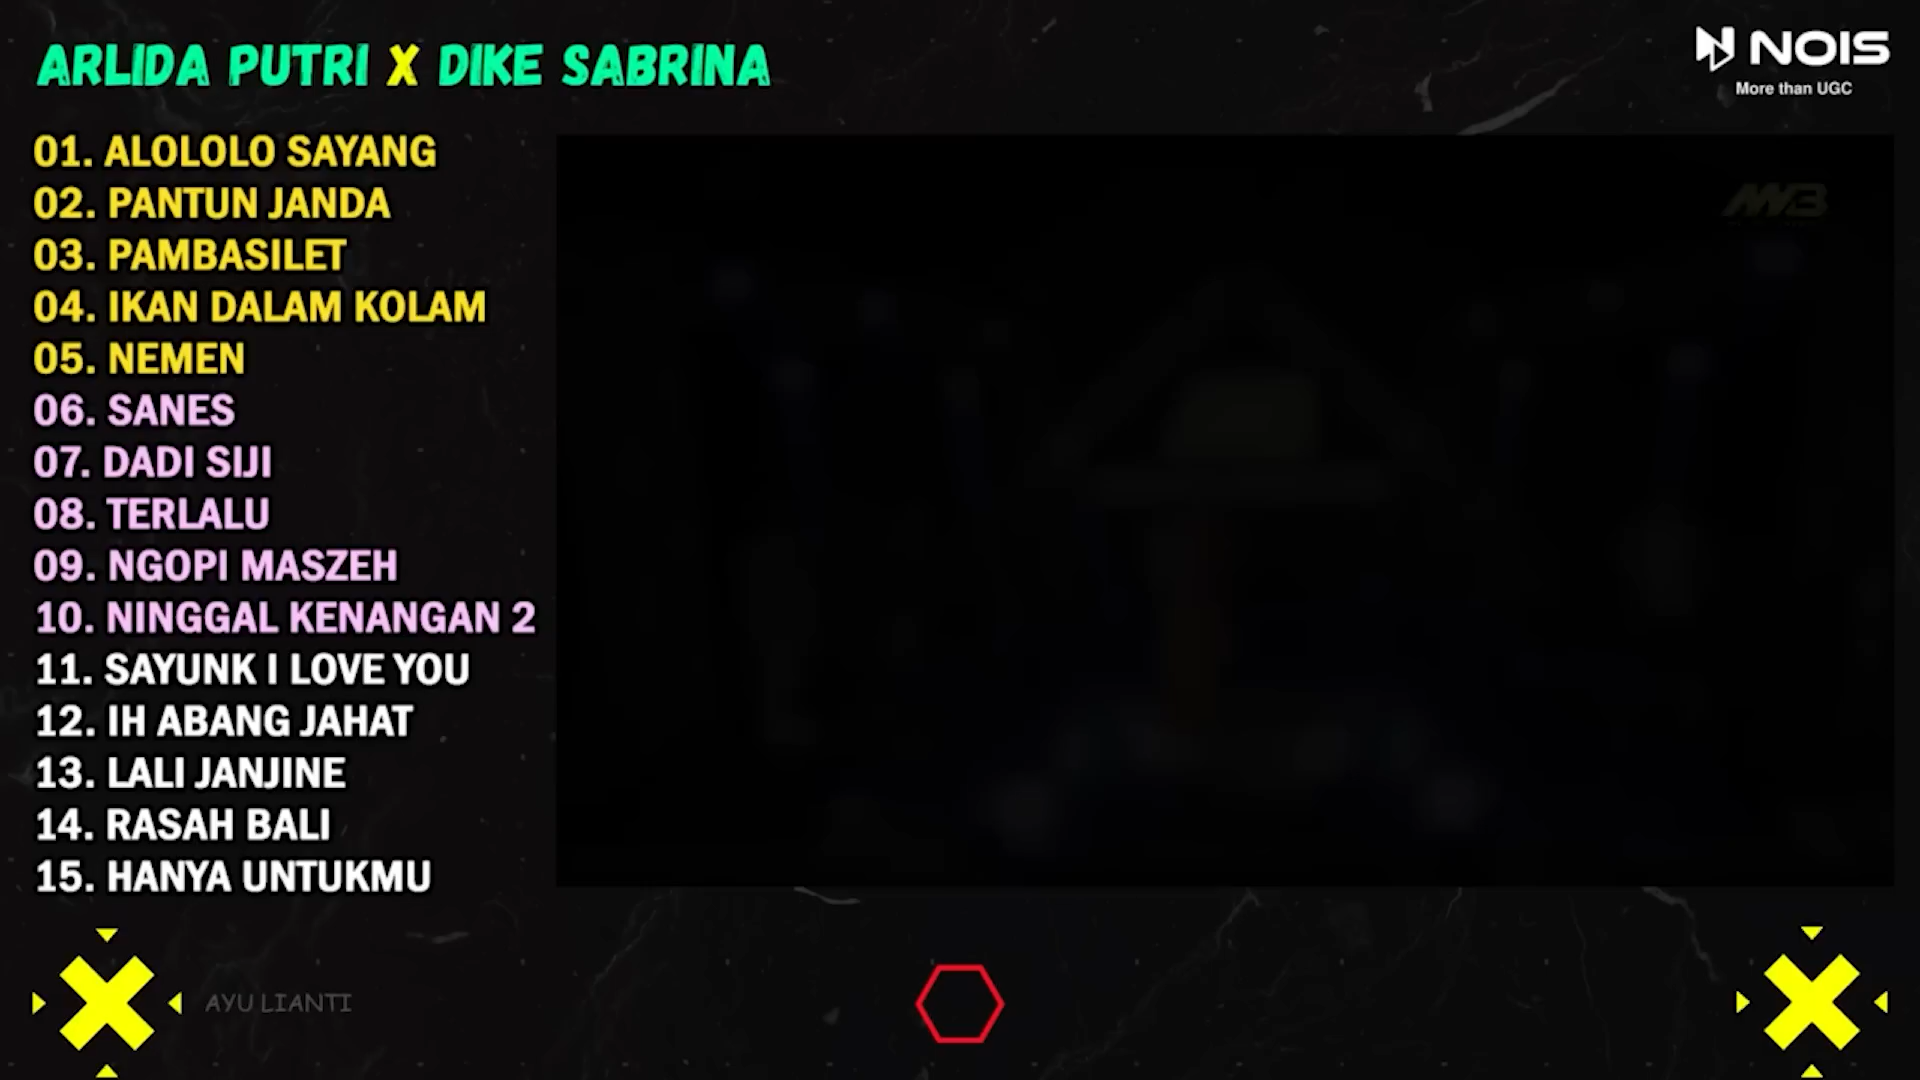 ARLIDA PUTRI X DIKE SABRINA
NOIS
More than UGC
01. ALOLOLO SAYANG
02. PANTUN JANDA
03. PAMBASILET
04. IKAN DALAM KOLAM
05. NEMEN
06. SANES
07. DADI SIJI
08. TERLALU
09. NGOPI MASZEH
10. NINGGAL KENANGAN 2
11. SAYUNK I LOVE YOU
12. IH ABANG JAHAT
13. LALI JANJINE
14. RASAH BALI
15. HANYA UNTUKMU
AYU LIANTI